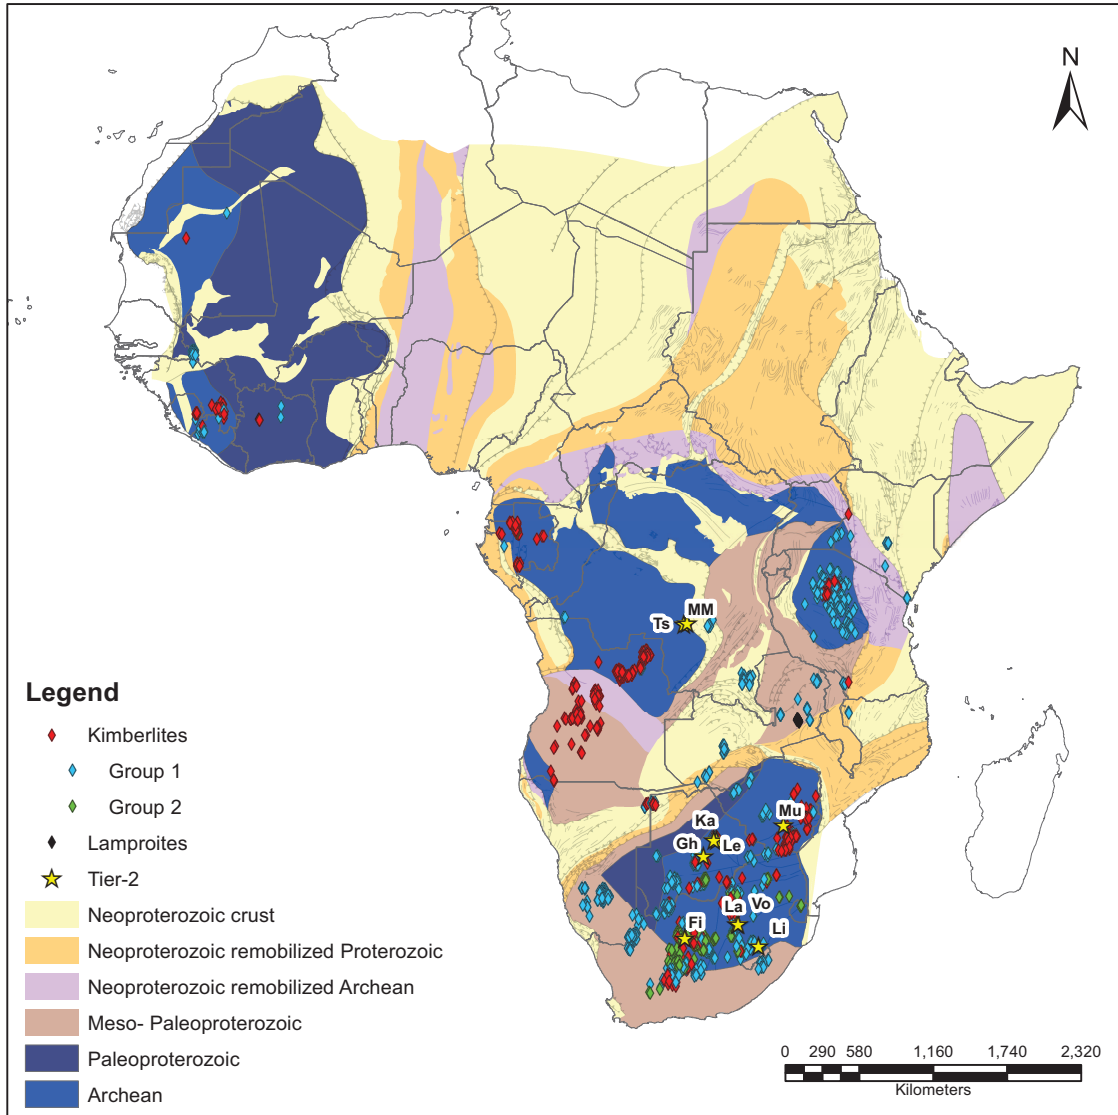 N
MM
Ts
Ka
Mu
Gh
Le
La
Vo
Fi
Li
Legend
Kimberlites
Group 1
Group 2
Lamproites
Tier-2
Neoproterozoic crust
Neoproterozoic remobilized Proterozoic
Neoproterozoic remobilized Archean
Meso- Paleoproterozoic
Paleoproterozoic
Archean
0 290 580 1,160 1,740 2,320
Kilometers